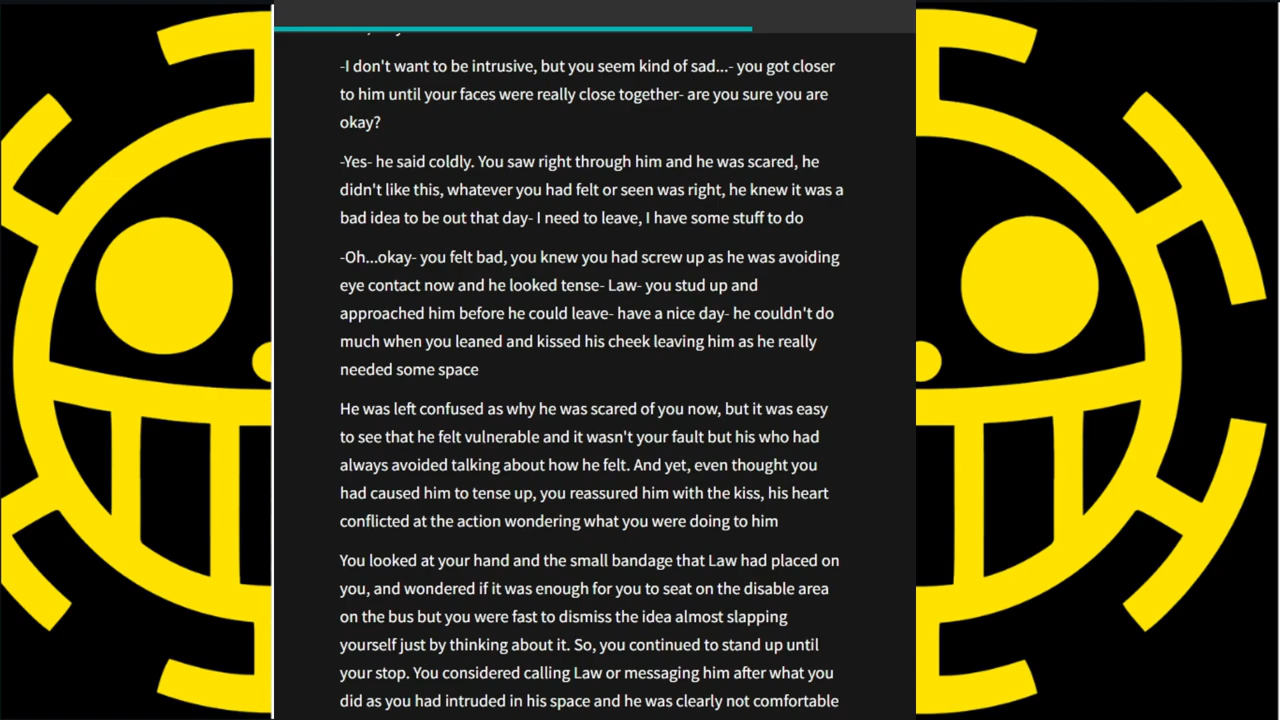 -I don't want to be intrusive, but you seem kind of sad...- you got closer
to him until your faces were really close together- are you sure you are
okay?
-Yes- he said coldly. You saw right through him and he was scared, he
didn't like this, whatever you had felt or seen was right, he knew it was a
bad idea to be out that day- I need to leave, I have some stuff to do
-Oh...okay- you felt bad, you knew you had screw up as he was avoiding
eye contact now and he looked tense- Law- you stud up and
approached him before he could leave- have a nice day- he couldn't do
much when you leaned and kissed his cheek leaving him as he really
needed some space
He was left confused as why he was scared of you now, but it was easy
to see that he felt vulnerable and it wasn't your fault but his who had
always avoided talking about how he felt. And yet, even thought you
had caused him to tense up, you reassured him with the kiss, his heart
conflicted at the action wondering what you were doing to him
You looked at your hand and the small bandage that Law had placed on
you, and wondered if it was enough for you to seat on the disable area
on the bus but you were fast to dismiss the idea almost slapping
yourself just by thinking about it. So, you continued to stand up until
your stop. You considered calling Law or messaging him after what you
did as you had intruded in his space and he was clearly not comfortable